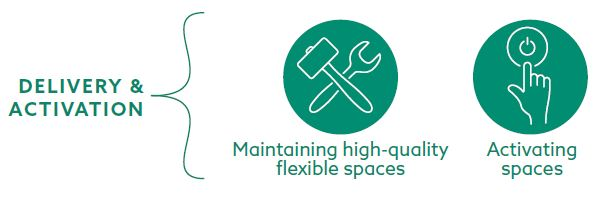 DELIVERY &
ACTIVATION
Maintaining high-quality
flexible spaces
Activating
spaces